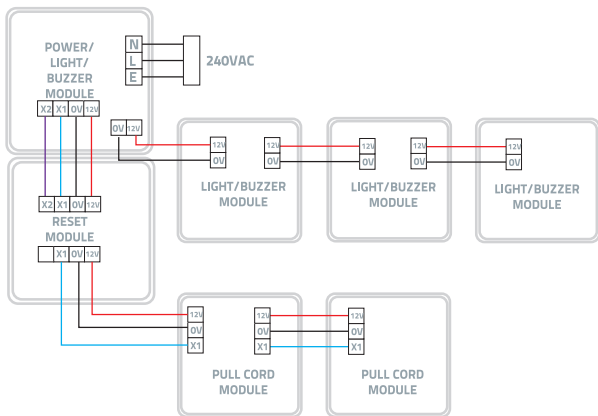 POWER/
LIGHT/
BUZZER
MODULE
N
L
E
240VAC
X2 X1 0V 12V
0V 12V
12V
0V
12V
0V
LIGHT/BUZZER
MODULE
12V
0V
12V
0V
LIGHT/BUZZER
MODULE
12V
0V
LIGHT/BUZZER
MODULE
X2 X1 0V 12V
RESET
MODULE
X1 0V 12V
12V
0V
X1
12V
0V
X1
PULL CORD
MODULE
12V
0V
X1
PULL CORD
MODULE